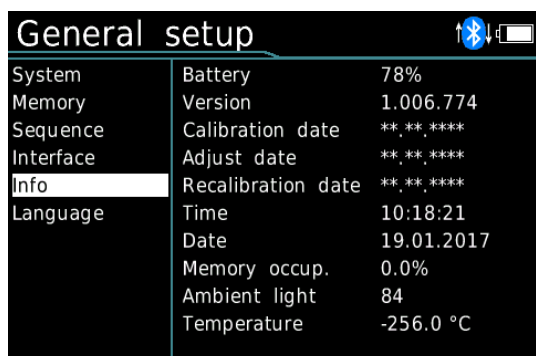 General setup
System
Memory
Sequence
Interface
Info
Language
Battery 78%
Version 1.006.774
Calibration date **.**.****
Adjust date **.**.****
Recalibration date **.**.****
Time 10:18:21
Date 19.01.2017
Memory occup. 0.0%
Ambient light 84
Temperature -256.0 °C